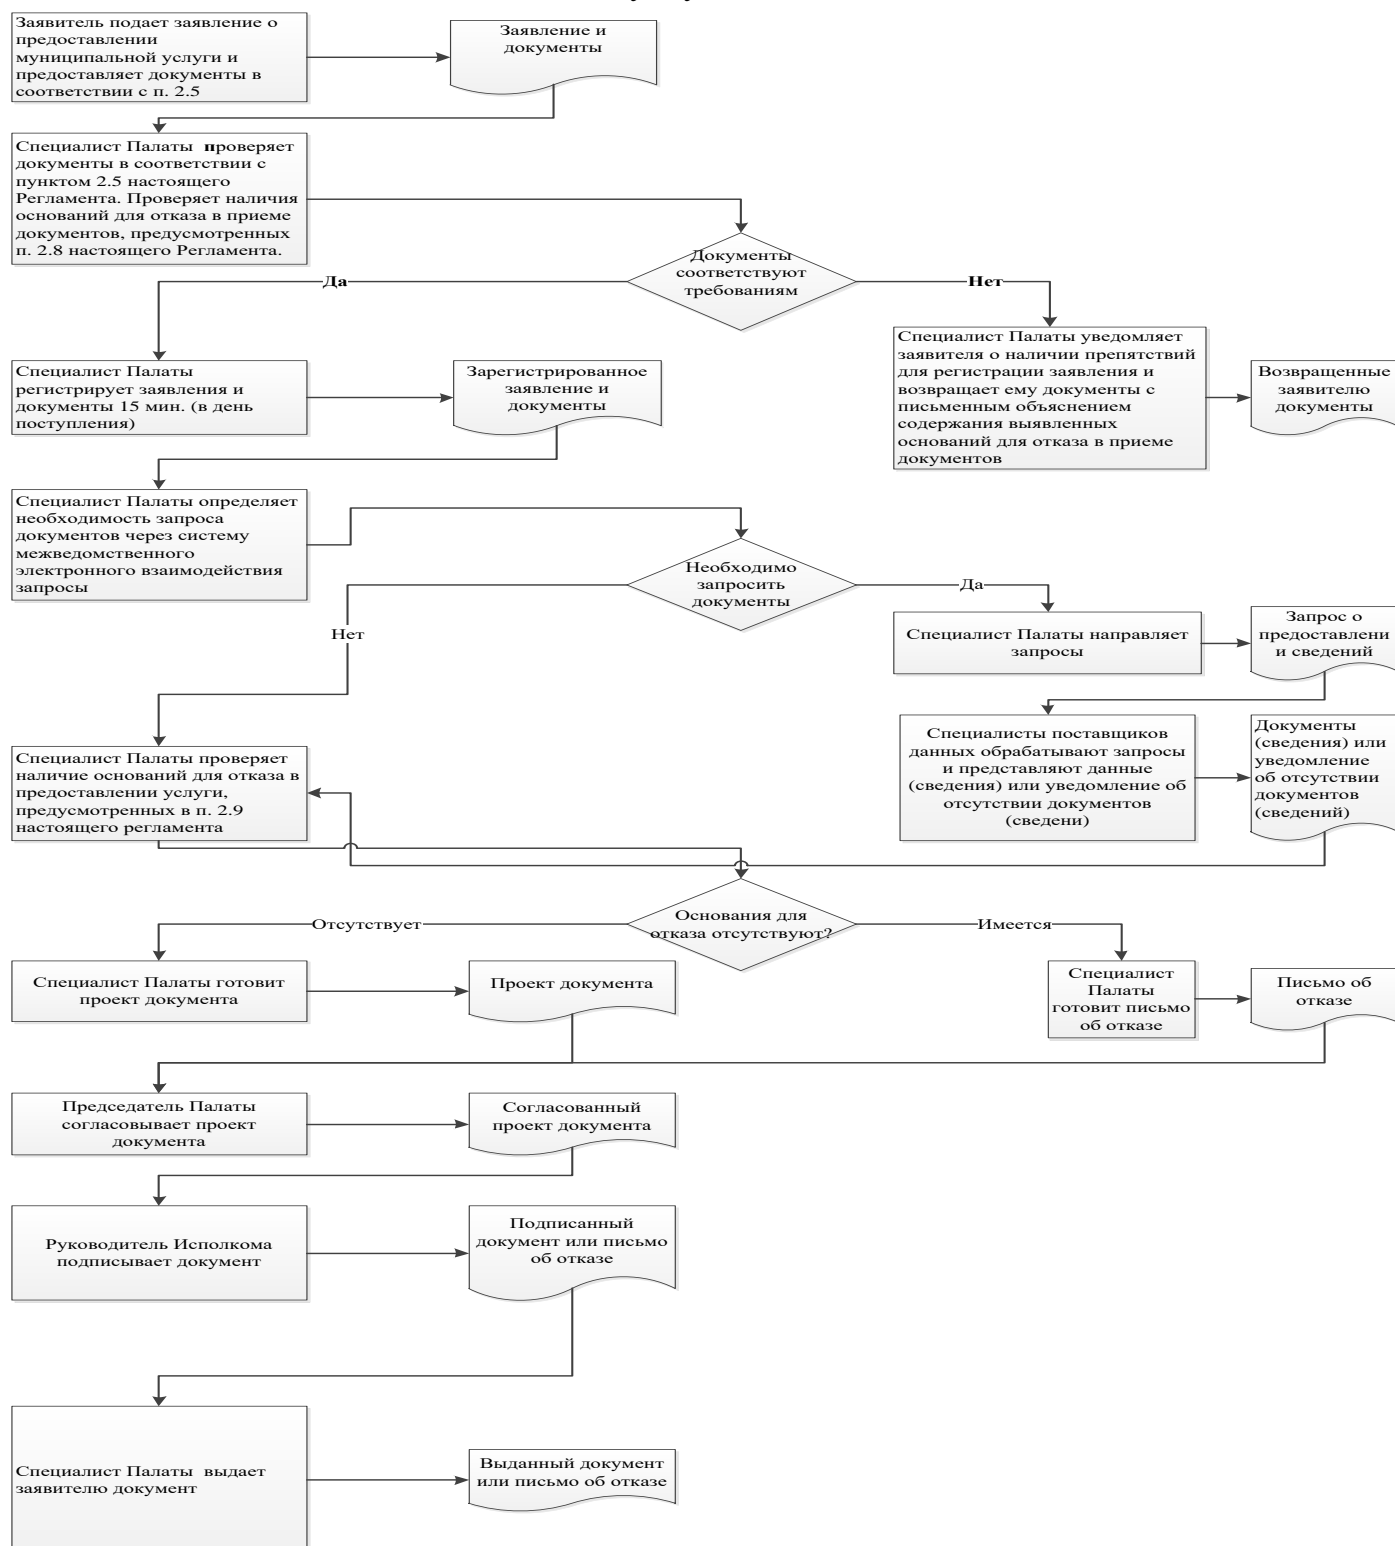 Заявитель подает заявление о
предоставлении
муниципальной услуги и
предоставляет документы в
соответствии с п. 2.5
Заявление и
документы
Специалист Палаты проверяет
документы в соответствии с
пунктом 2.5 настоящего
Регламента. Проверяет наличия
оснований для отказа в приеме
документов, предусмотренных
п. 2.8 настоящего Регламента.
Документы
соответствуют
требованиям
Да
Нет
Специалист Палаты
регистрирует заявления и
документы 15 мин. (в день
поступления)
Зарегистрированное
заявление и
документы
Специалист Палаты уведомляет
заявителя о наличии препятствий
для регистрации заявления и
возвращает ему документы с
письменным объяснением
содержания выявленных
оснований для отказа в приеме
документов
Возвращенные
заявителю
документы
Специалист Палаты определяет
необходимость запроса
документов через систему
межведомственного
электронного взаимодействия
запросы
Необходимо
запросить
документы
Да
Нет
Специалист Палаты направляет
запросы
Запрос о
предоставлени
и сведений
Специалисты поставщиков
данных обрабатывают запросы
и представляют данные
(сведения) или уведомление об
отсутствии документов
(сведени)
Документы
(сведения) или
уведомление
об отсутствии
документов
(сведений)
Специалист Палаты проверяет
наличие оснований для отказа в
предоставлении услуги,
предусмотренных в п. 2.9
настоящего регламента
Основания для
отказа отсутствуют?
Отсутствует
Имеется
Специалист Палаты готовит
проект документа
Проект документа
Специалист
Палаты
готовит письмо
об отказе
Письмо об
отказе
Председатель Палаты
согласовывает проект
документа
Согласованный
проект документа
Руководитель Исполкома
подписывает документ
Подписанный
документ или письмо
об отказе
Специалист Палаты выдает
заявителю документ
Выданный документ
или письмо об отказе